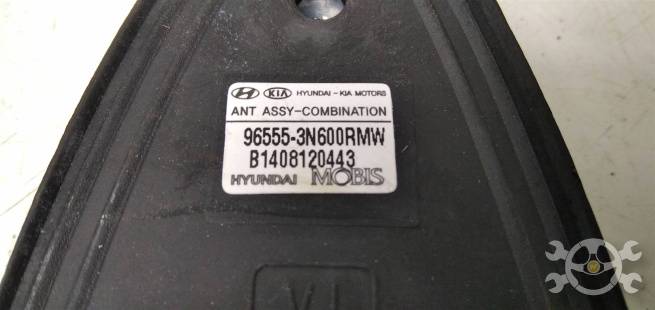 KIA HYUNDAI - KIA MOTORS
ANT ASSY-COMBINATION
96555-3N600RMW
B1408120443
HYUNDAI MOBIS